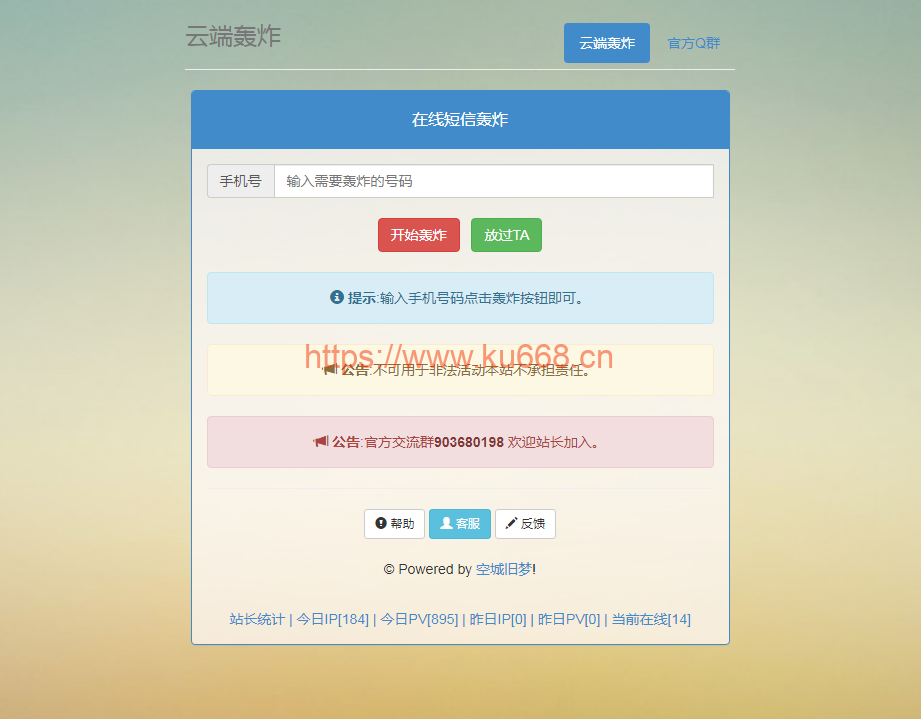 云端轰炸
云端轰炸 官方Q群
在线短信轰炸
手机号 输入需要轰炸的号码
开始轰炸 放过TA
提示:输入手机号码点击轰炸按钮即可。
https://www.ku668.cn
公告:不可用于非法活动本站不承担责任。
公告:官方交流群903680198 欢迎站长加入。
帮助 客服 反馈
© Powered by 空城旧梦!
站长统计 | 今日IP[184] | 今日PV[895] | 昨日IP[0] | 昨日PV[0] | 当前在线[14]